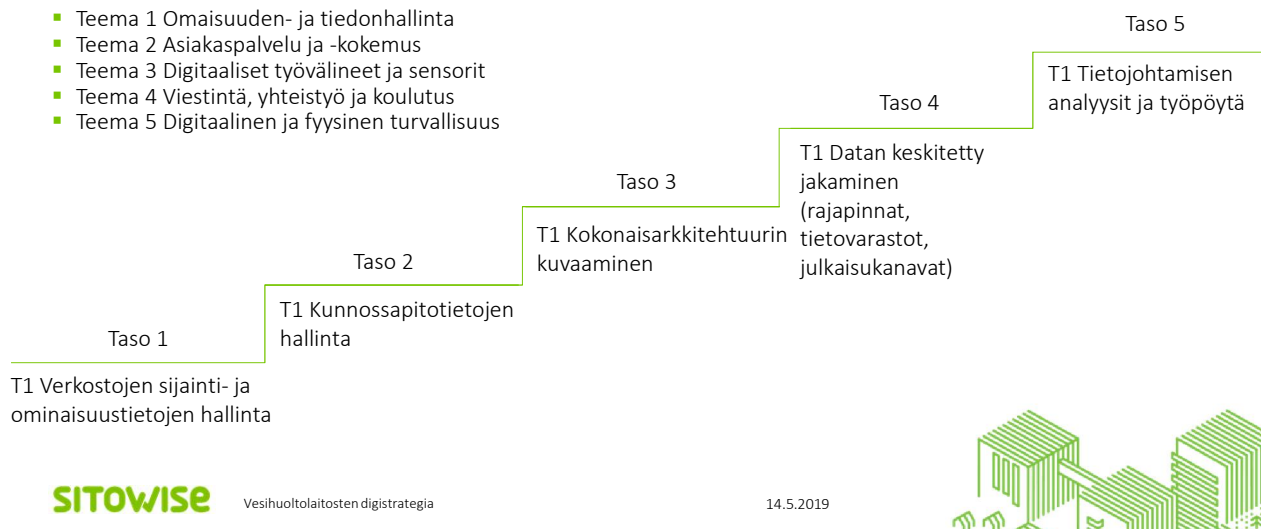 Teema 1 Omaisuuden- ja tiedonhallinta
Teema 2 Asiakaspalvelu ja -kokemus
Teema 3 Digitaaliset työvälineet ja sensorit
Teema 4 Viestintä, yhteistyö ja koulutus
Teema 5 Digitaalinen ja fyysinen turvallisuus
Taso 5
T1 Tietojohtamisen
analyysit ja työpöytä
Taso 4
T1 Datan keskitetty
jakaminen
(rajapinnat,
tietovarastot,
julkaisukanavat)
Taso 3
T1 Kokonaisarkkitehtuurin
kuvaaminen
Taso 2
T1 Kunnossapitotietojen
hallinta
Taso 1
T1 Verkostojen sijainti- ja
ominaisuustietojen hallinta
SITOWISE
Vesihuoltolaitosten digistrategia
14.5.2019